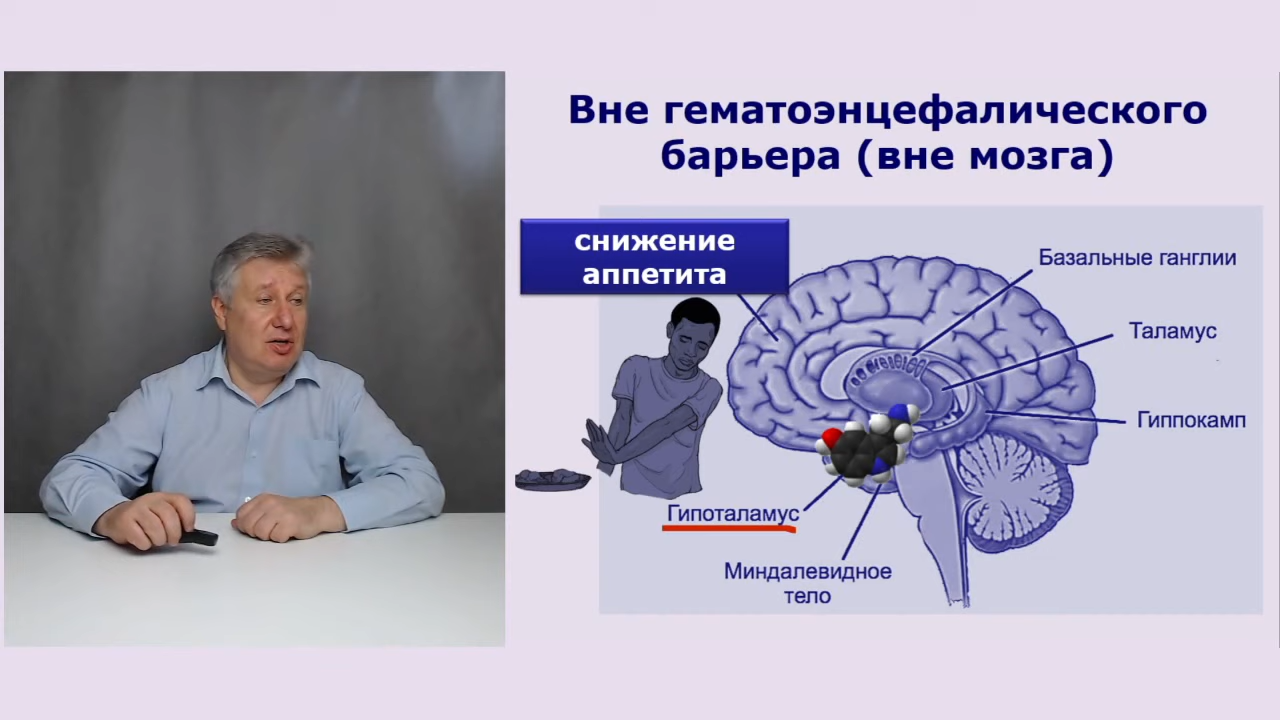 Вне гематоэнцефалического
барьера (вне мозга)
снижение
аппетита
Базальные ганглии
Таламус
Гиппокамп
Гипоталамус
Миндалевидное
тело